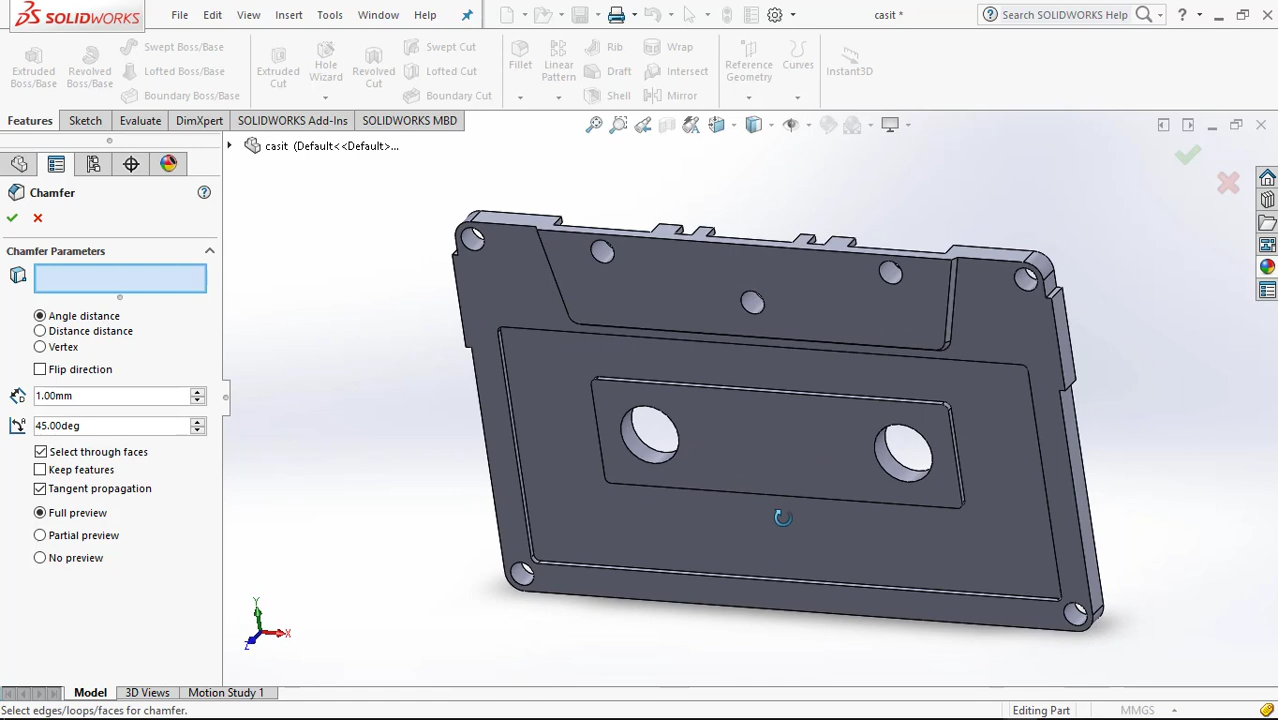 SOLIDWORKS File Edit View Insert Tools Window Help casit * Search SOLIDWORKS Help ?
Extruded Boss/Base
Revolved Boss/Base
Swept Boss/Base
Lofted Boss/Base
Boundary Boss/Base
Extruded Cut
Hole Wizard
Revolved Cut
Swept Cut
Lofted Cut
Boundary Cut
Fillet
Linear Pattern
Rib
Draft
Shell
Wrap
Intersect
Mirror
Reference Geometry
Curves
Instant3D
Features Sketch Evaluate DimXpert SOLIDWORKS Add-Ins SOLIDWORKS MBD
casit (Default<<Default>...
Chamfer ?
Chamfer Parameters
Angle distance
Distance distance
Vertex
Flip direction
1.00mm
45.00deg
Select through faces
Keep features
Tangent propagation
Full preview
Partial preview
No preview
Y
X
Z
Model 3D Views Motion Study 1
Select edges/loops/faces for chamfer. Editing Part MMGS